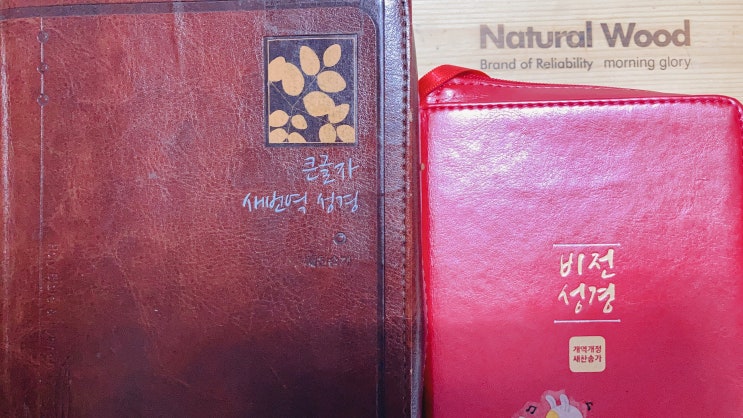 큰글자
새번역 성경
Natural Wood
Brand of Reliability morning glory
비전
성경
개역개정
새찬송가